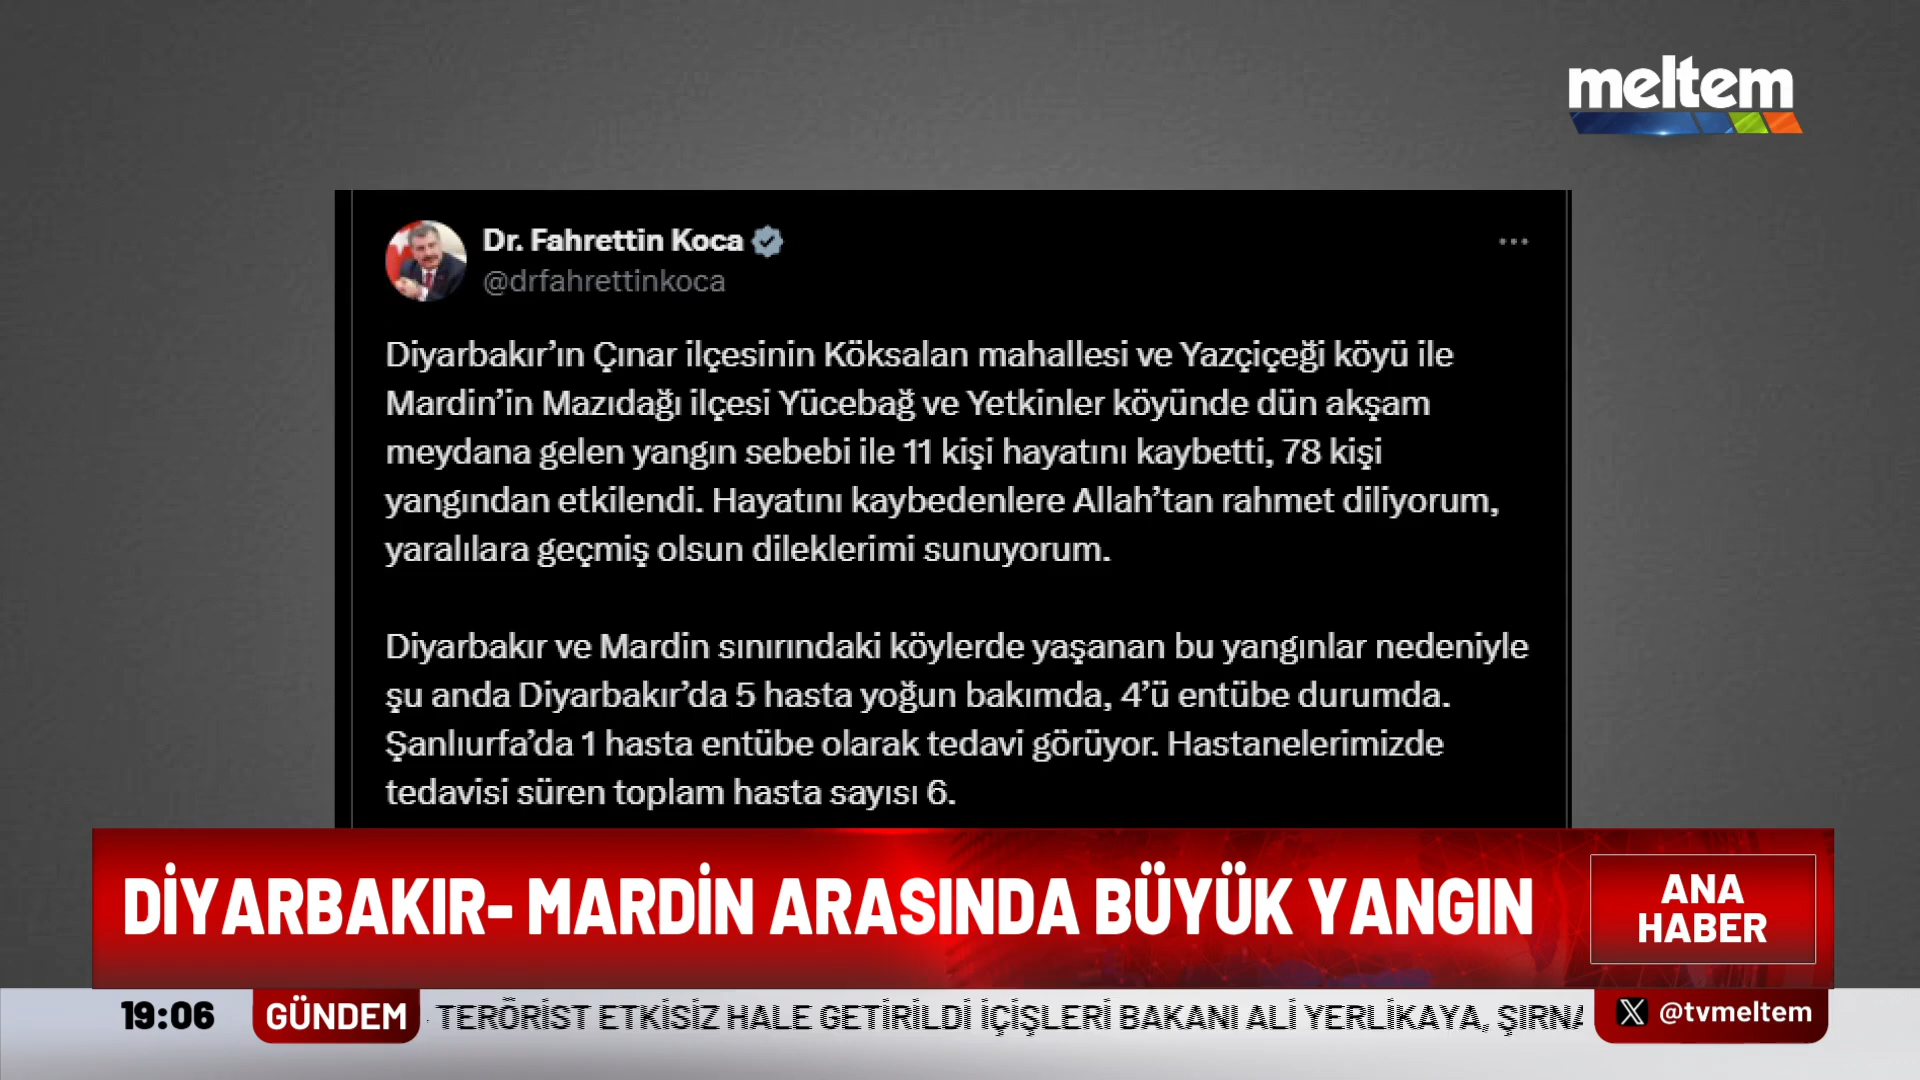 meltem
Dr. Fahrettin Koca
@drfahrettinkoca
Diyarbakır’ın Çınar ilçesinin Köksalan mahallesi ve Yazçiçeği köyü ile
Mardin’in Mazıdağı ilçesi Yücebağ ve Yetkinler köyünde dün akşam
meydana gelen yangın sebebi ile 11 kişi hayatını kaybetti, 78 kişi
yangından etkilendi. Hayatını kaybedenlere Allah’tan rahmet diliyorum,
yaralılara geçmiş olsun dileklerimi sunuyorum.
Diyarbakır ve Mardin sınırındaki köylerde yaşanan bu yangınlar nedeniyle
şu anda Diyarbakır’da 5 hasta yoğun bakımda, 4’ü entübe durumda.
Şanlıurfa’da 1 hasta entübe olarak tedavi görüyor. Hastanelerimizde
tedavisi süren toplam hasta sayısı 6.
DİYARBAKIR- MARDİN ARASINDA BÜYÜK YANGIN
ANA
HABER
19:06 GÜNDEM TERÖRİST ETKİSİZ HALE GETİRİLDİ İÇİŞLERİ BAKANI ALİ YERLİKAYA, ŞIRNA
@tvmeltem